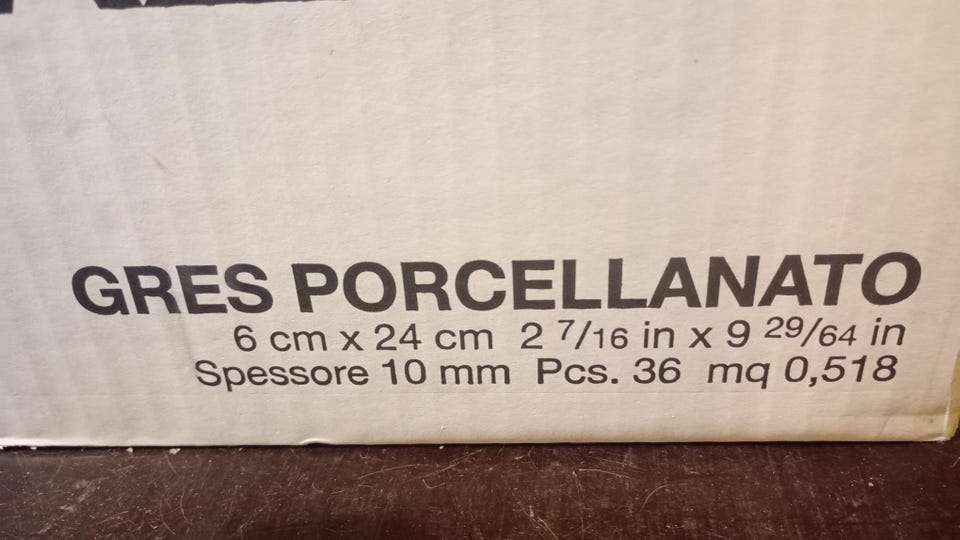 GRES PORCELLANATO
6 cm x 24 cm 2 7/16 in x 9 29/64 in
Spessore 10 mm Pcs. 36 mq 0,518